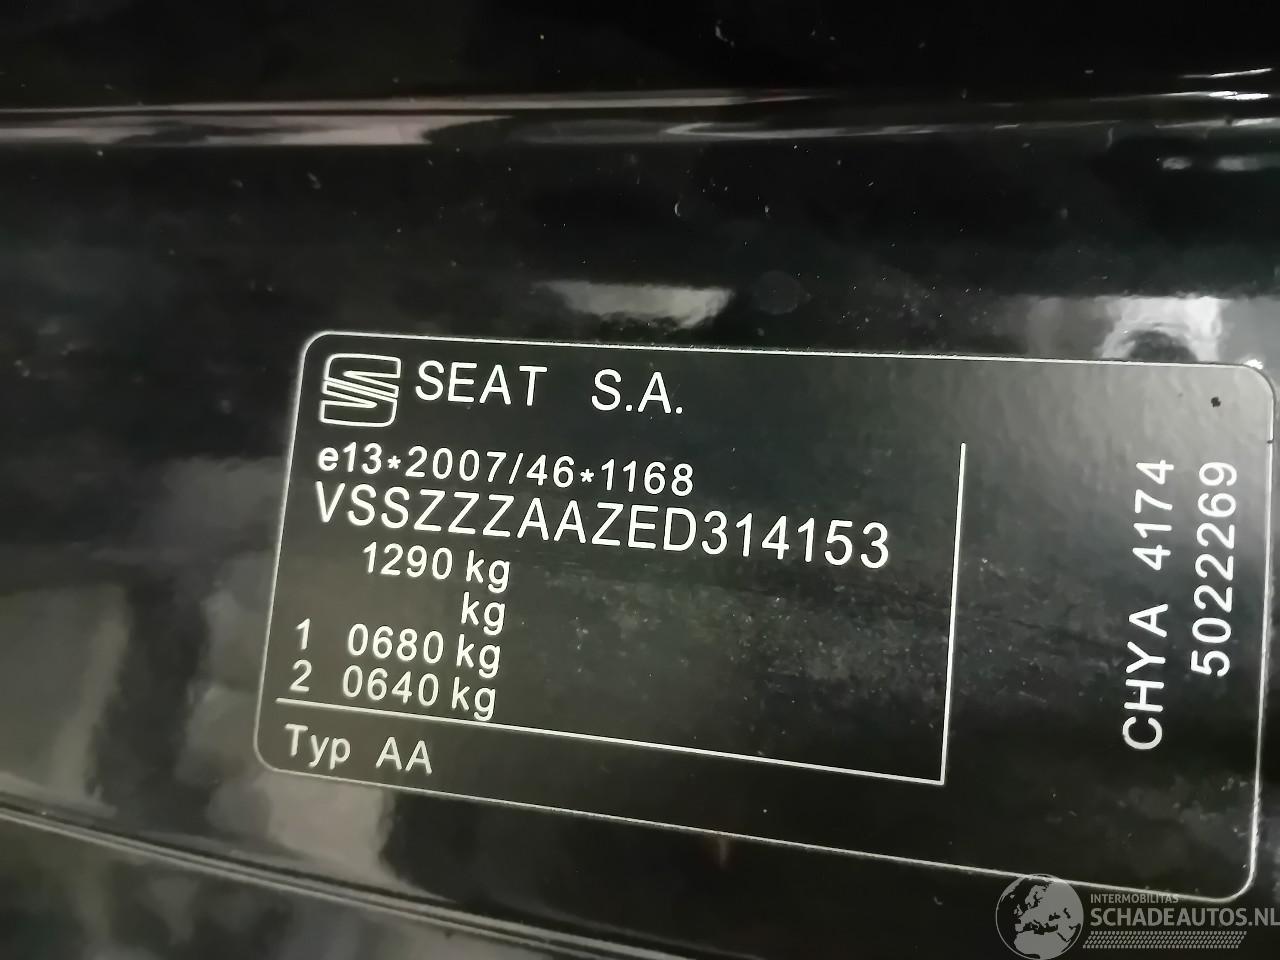 SEAT S.A.
e13*2007/46*1168
VSSZZZAAZED314153
1290 kg
kg
1 0680 kg
2 0640 kg
Typ AA
CHYA 4174
5022269
INTERMOBILITAS
SCHADEAUTOS.NL